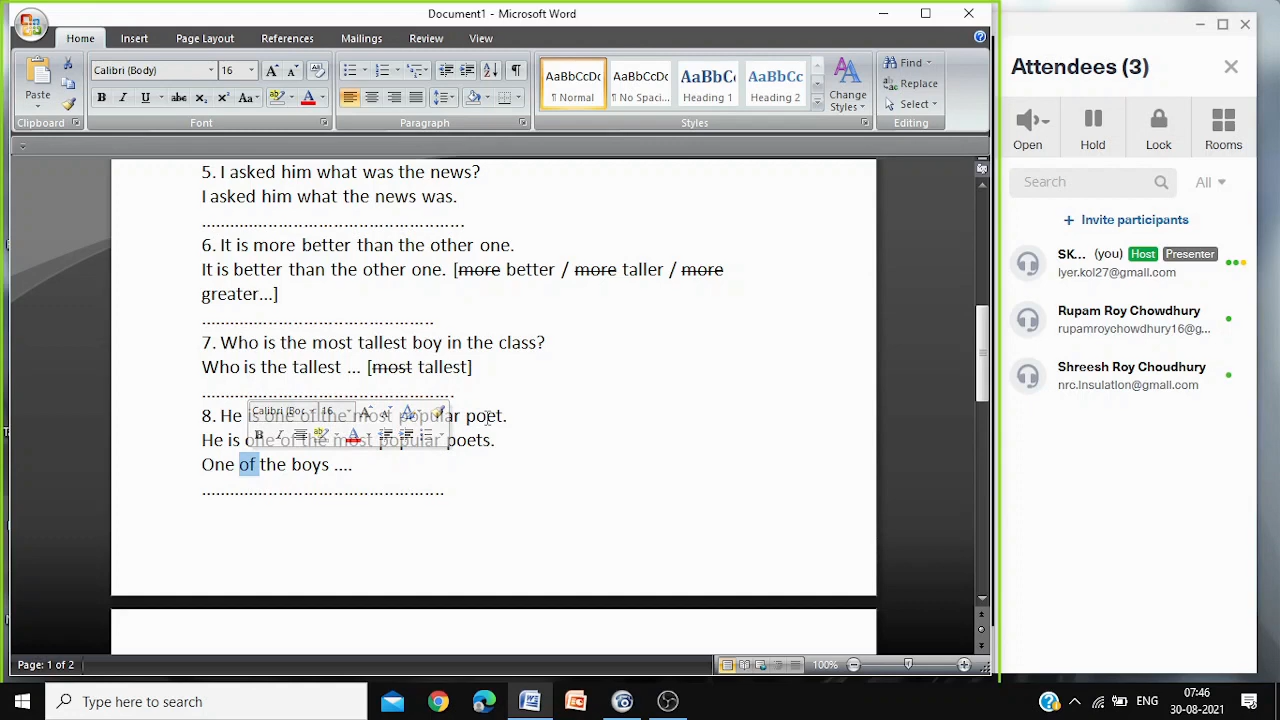 Document1 - Microsoft Word
Home Insert Page Layout References Mailings Review View
Paste
Calibri (Body) 16
AaBbCcDc AaBbCcDc AaBbC AaBbCc
¶ Normal ¶ No Spaci... Heading 1 Heading 2
Change Styles
Find
Replace
Select
Clipboard Font Paragraph Styles Editing
5. I asked him what was the news?
I asked him what the news was.
.......................................................
6. It is more better than the other one.
It is better than the other one. [more better / more taller / more
greater...]
.................................................
7. Who is the most tallest boy in the class?
Who is the tallest ... [most tallest]
.....................................................
Calibri (Boc 16
8. He is one of the most popular poet.
He is one of the most popular poets.
One of the boys ....
...................................................
Page: 1 of 2
100%
Attendees (3)
Open Hold Lock Rooms
Search All
+ Invite participants
SK... (you) Host Presenter
lyer.kol27@gmail.com
Rupam Roy Chowdhury
rupamroychowdhury16@g...
Shreesh Roy Choudhury
nrc.insulation@gmail.com
Type here to search
ENG
07:46
30-08-2021